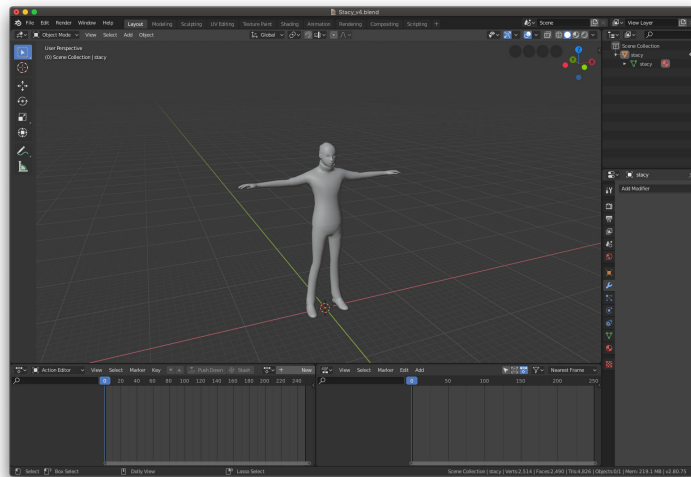 Stacy_v4.blend
File Edit Render Window Help Layout Modeling Sculpting UV Editing Texture Paint Shading Animation Rendering Compositing Scripting + Scene View Layer
Object Mode View Select Add Object Global
User Perspective
(0) Scene Collection | stacy
Scene Collection
stacy
stacy
Z
stacy
Add Modifier
Action Editor View Select Marker Key Push Down Stash + New View Select Marker Edit Add Nearest Frame
0 20 40 60 80 100 120 140 160 180 200 220 240 0 50 100 150 200 250
Select Box Select Dolly View Lasso Select Scene Collection | stacy | Verts:2,514 | Faces:2,490 | Tris:4,826 | Objects:0/1 | Mem: 219.1 MB | v2.80.75